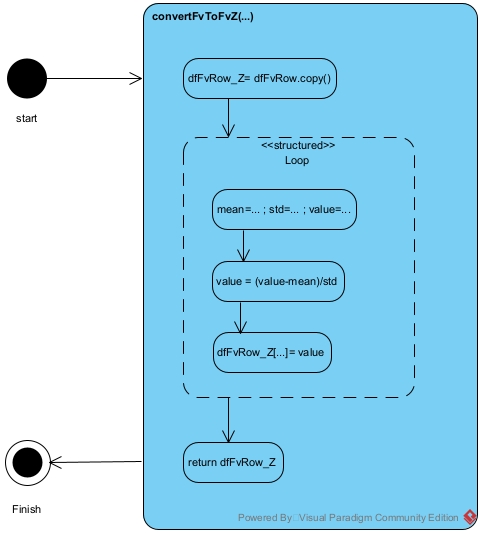 convertFvToFvZ(...)
start
dfFvRow_Z= dfFvRow.copy()
<<structured>>
Loop
mean=... ; std=... ; value=...
value = (value-mean)/std
dfFvRow_Z[...]= value
return dfFvRow_Z
Finish
Powered By Visual Paradigm Community Edition